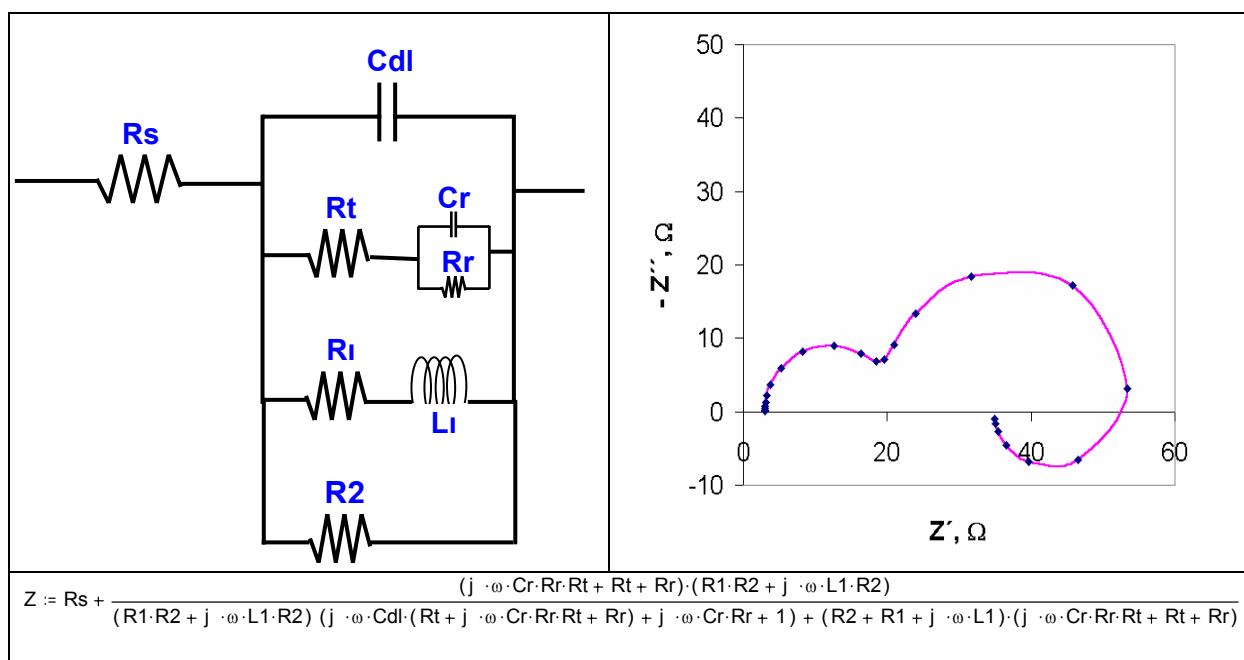 Cdl
Rs
Rt
Cr
Rr
Rı
Lı
R2
50
40
30
20
10
0
-10
- Z´´, Ω
0 20 40 60
Z´, Ω
Z := Rs + (j ·ω·Cr·Rr·Rt + Rt + Rr)·(R1·R2 + j ·ω·L1·R2)
(R1·R2 + j ·ω·L1·R2) (j ·ω·Cdl·(Rt + j ·ω·Cr·Rr·Rt + Rr) + j ·ω·Cr·Rr + 1) + (R2 + R1 + j ·ω·L1)·(j ·ω·Cr·Rr·Rt + Rt + Rr)